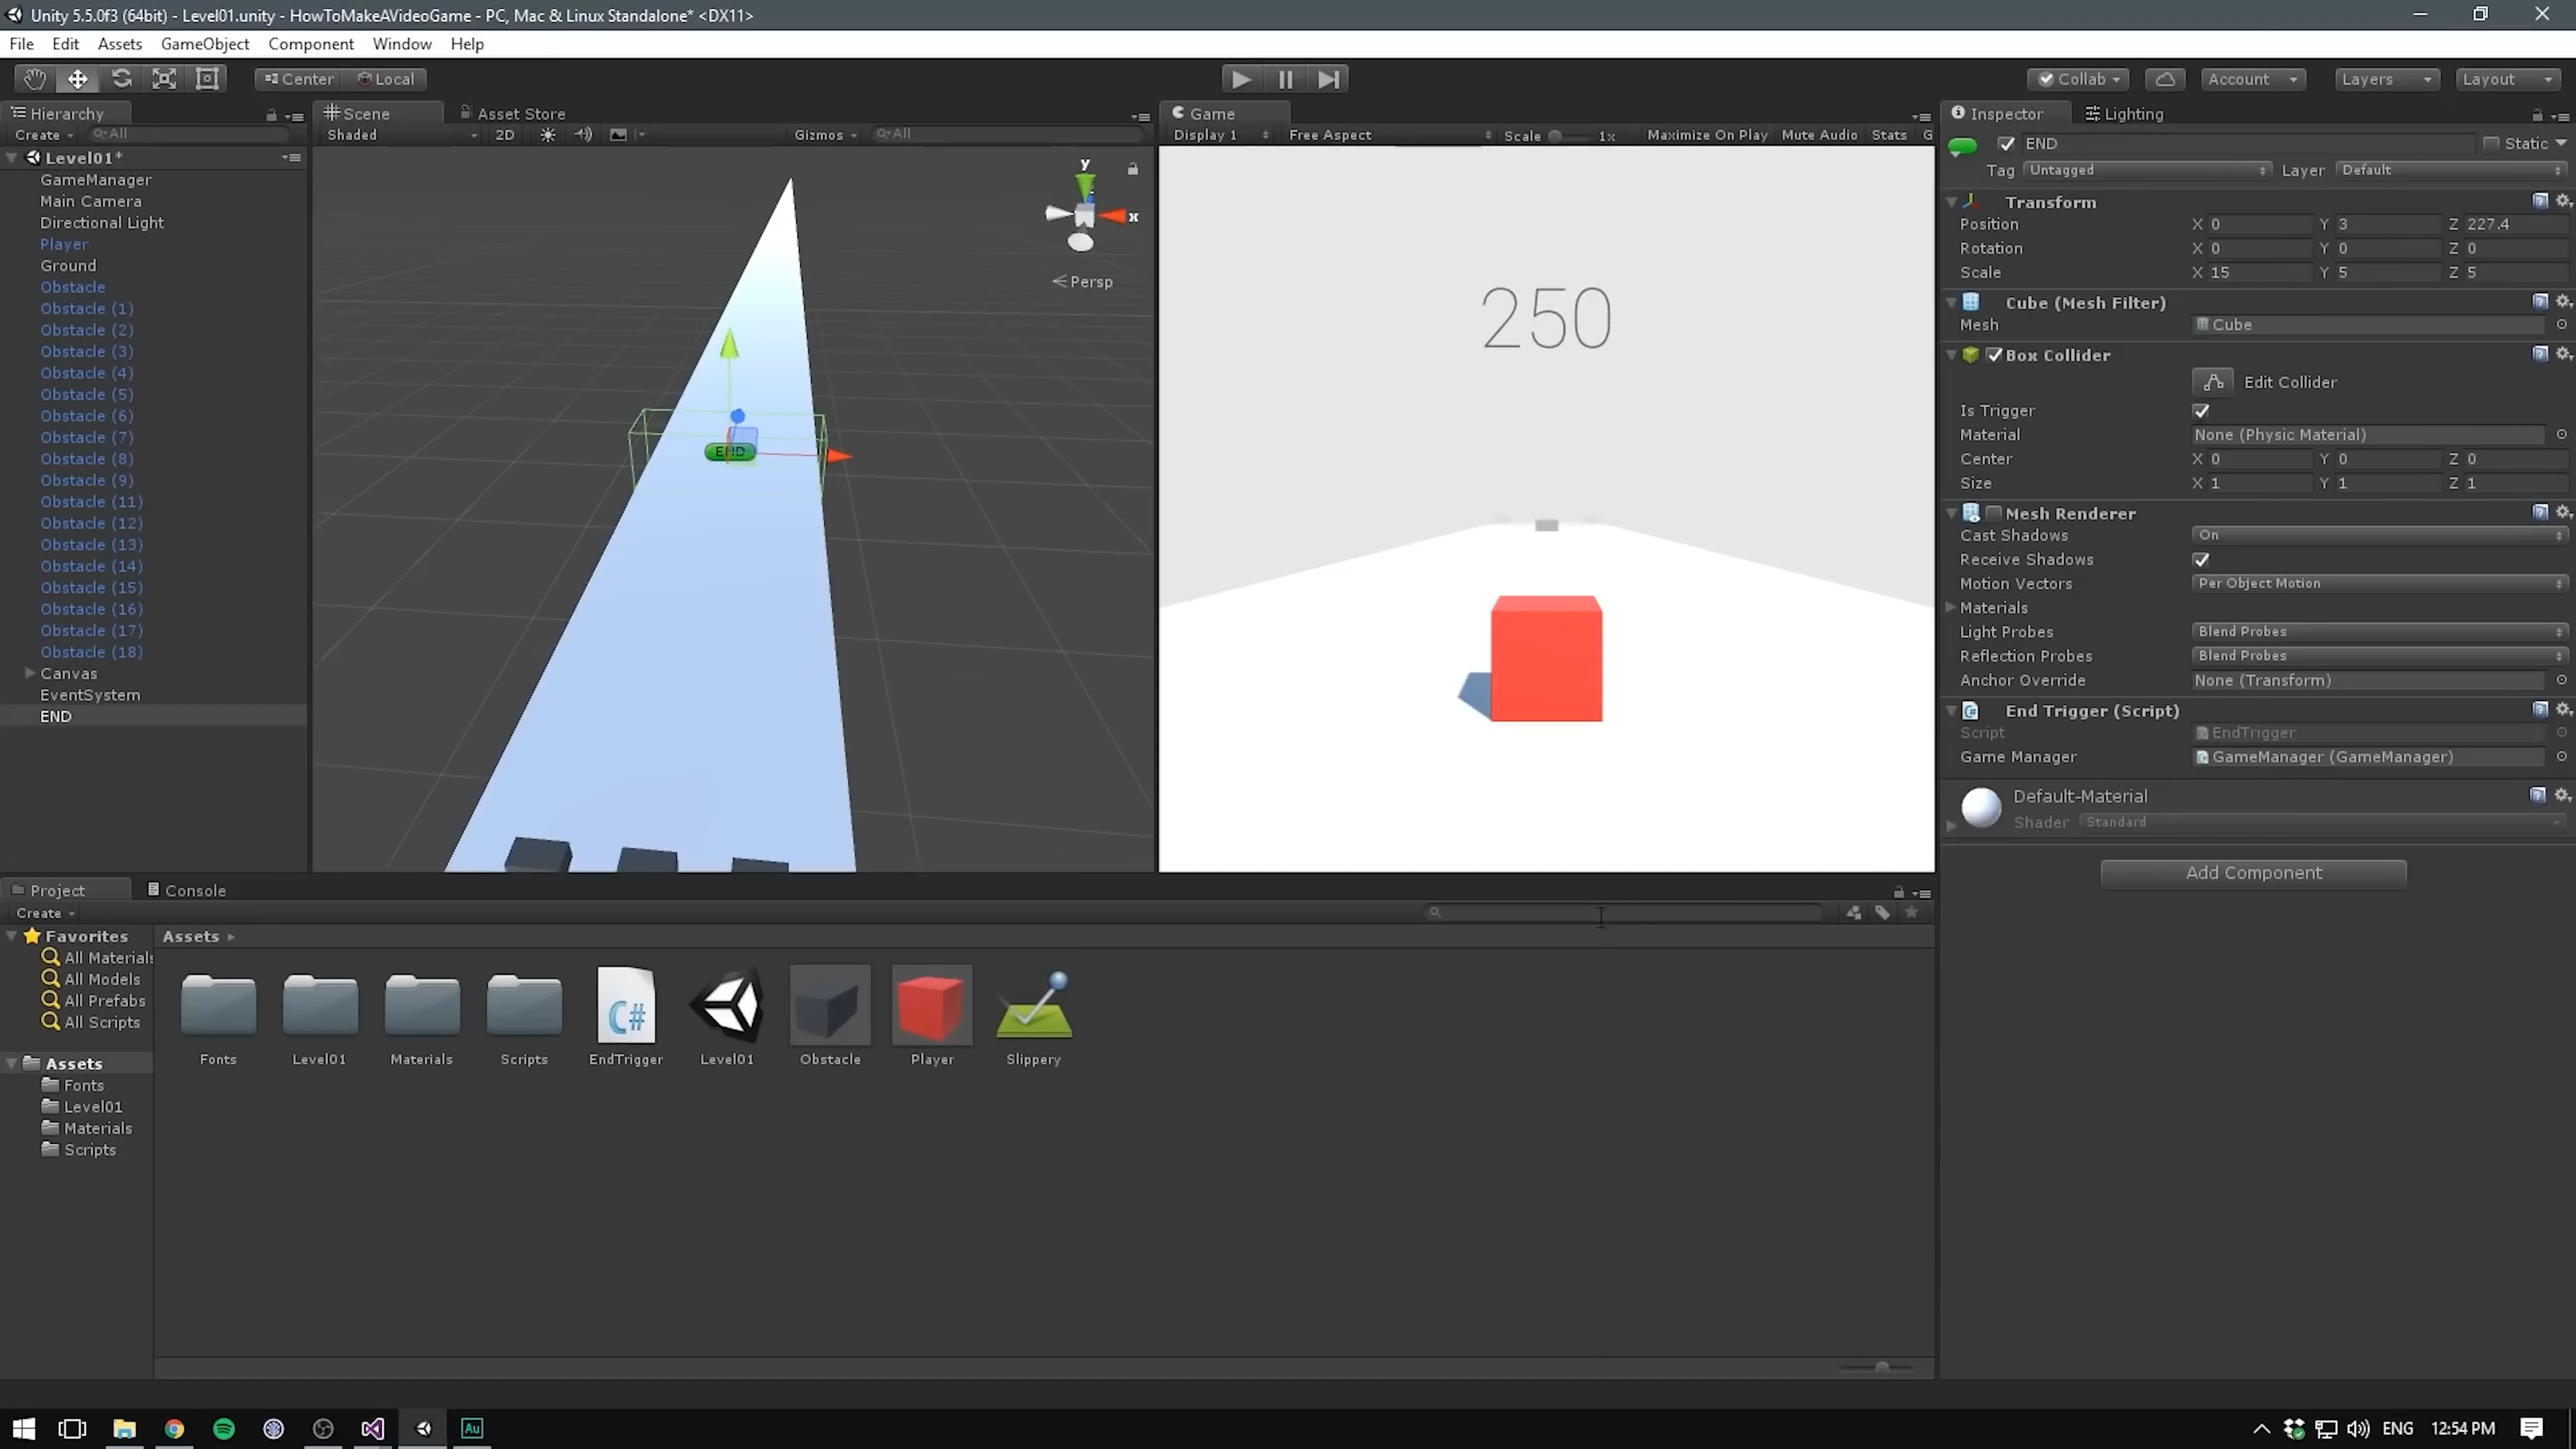 Unity 5.5.0f3 (64bit) - Level01.unity - HowToMakeAVideoGame - PC, Mac & Linux Standalone* <DX11>
File Edit Assets GameObject Component Window Help
Center Local Collab Account Layers Layout
Hierarchy
Create All
Level01*
GameManager
Main Camera
Directional Light
Player
Ground
Obstacle
Obstacle (1)
Obstacle (2)
Obstacle (3)
Obstacle (4)
Obstacle (5)
Obstacle (6)
Obstacle (7)
Obstacle (8)
Obstacle (9)
Obstacle (11)
Obstacle (12)
Obstacle (13)
Obstacle (14)
Obstacle (15)
Obstacle (16)
Obstacle (17)
Obstacle (18)
Canvas
EventSystem
END
Scene Asset Store
Shaded 2D Gizmos All
y
x
Persp
END
Game
Display 1 Free Aspect Scale 1x Maximize On Play Mute Audio Stats G
250
Inspector Lighting
END Static
Tag Untagged Layer Default
Transform
Position X 0 Y 3 Z 227.4
Rotation X 0 Y 0 Z 0
Scale X 15 Y 5 Z 5
Cube (Mesh Filter)
Mesh Cube
Box Collider
Edit Collider
Is Trigger
Material None (Physic Material)
Center X 0 Y 0 Z 0
Size X 1 Y 1 Z 1
Mesh Renderer
Cast Shadows On
Receive Shadows
Motion Vectors Per Object Motion
Materials
Light Probes Blend Probes
Reflection Probes Blend Probes
Anchor Override None (Transform)
End Trigger (Script)
Script EndTrigger
Game Manager GameManager (GameManager)
Default-Material
Shader Standard
Add Component
Project Console
Create
Favorites
All Materials
All Models
All Prefabs
All Scripts
Assets
Fonts
Level01
Materials
Scripts
Assets
C#
Fonts Level01 Materials Scripts EndTrigger Level01 Obstacle Player Slippery
Au ENG 12:54 PM